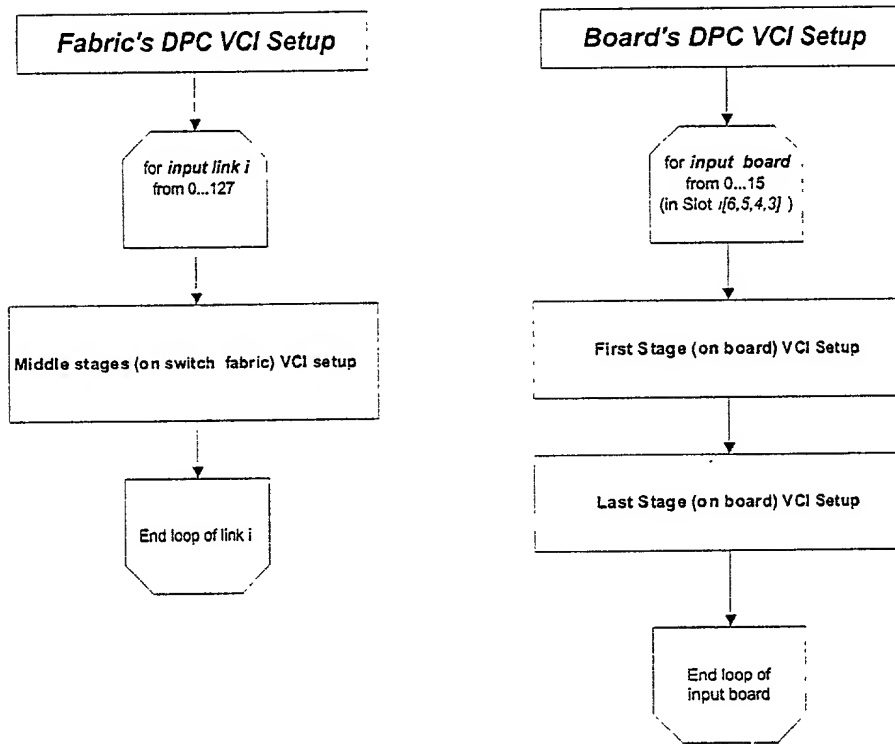 Fabric's DPC VCI Setup
for input link i
from 0...127
Middle stages (on switch fabric) VCI setup
End loop of link i
Board's DPC VCI Setup
for input board
from 0...15
(in Slot i[6,5,4,3] )
First Stage (on board) VCI Setup
Last Stage (on board) VCI Setup
End loop of
input board